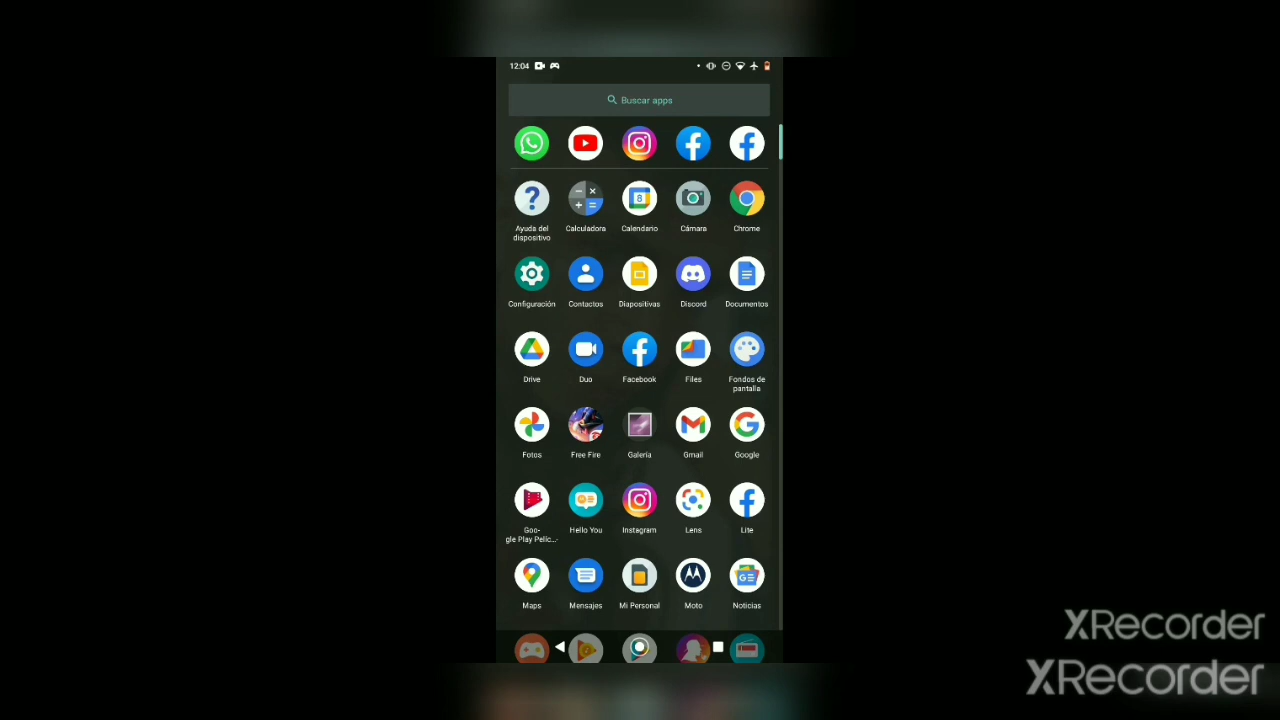 12:04
Buscar apps
Ayuda del
dispositivo
Calculadora
Calendario
Cámara
Chrome
Configuración
Contactos
Diapositivas
Discord
Documentos
Drive
Duo
Facebook
Files
Fondos de
pantalla
Fotos
Free Fire
Galería
Gmail
Google
Goo-
gle Play Pelíc...
Hello You
Instagram
Lens
Lite
Maps
Mensajes
Mi Personal
Moto
Noticias
XRecorder
XRecorder